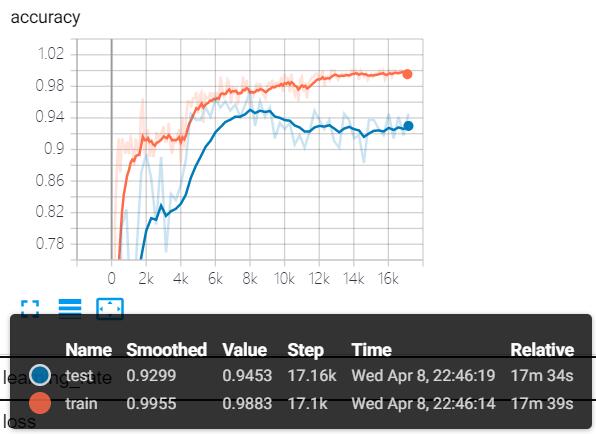 accuracy
1.02
0.98
0.94
0.9
0.86
0.82
0.78
0 2k 4k 6k 8k 10k 12k 14k 16k
Name Smoothed Value Step Time Relative
learning_rate
test 0.9299 0.9453 17.16k Wed Apr 8, 22:46:19 17m 34s
train 0.9955 0.9883 17.1k Wed Apr 8, 22:46:14 17m 39s
loss